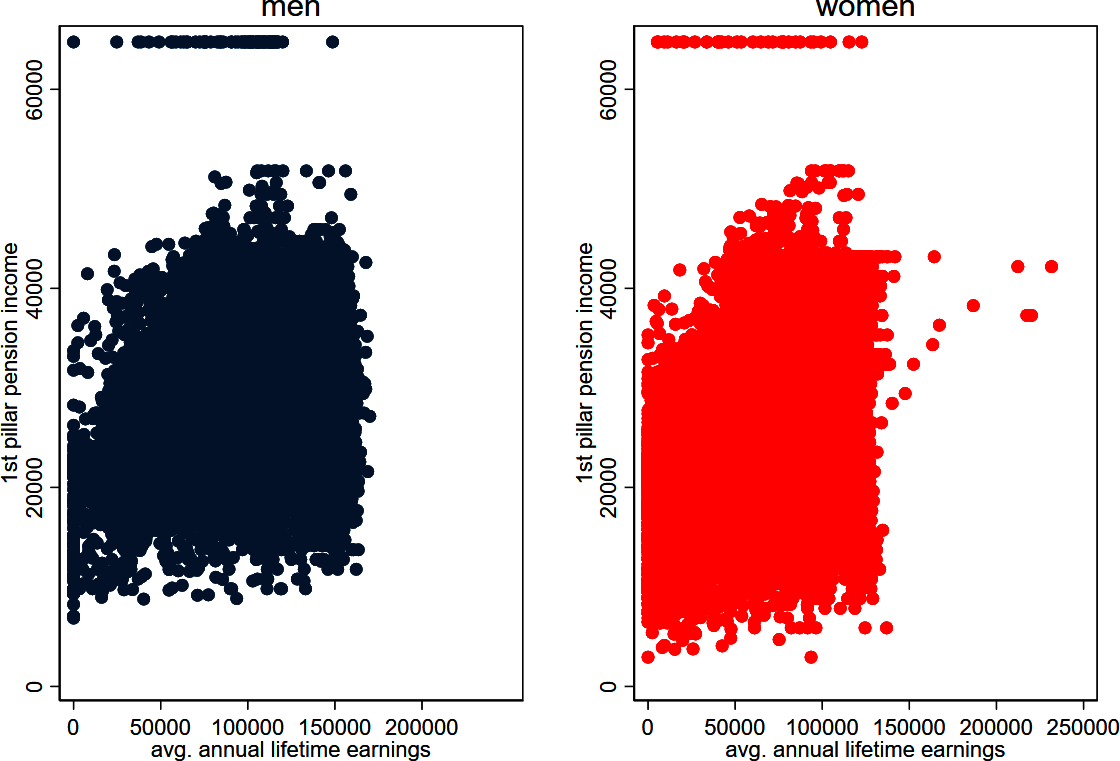 men
women
60000
40000
20000
0
1st pillar pension income
0 50000 100000 150000 200000
avg. annual lifetime earnings
60000
40000
20000
0
1st pillar pension income
0 50000 100000 150000 200000 250000
avg. annual lifetime earnings